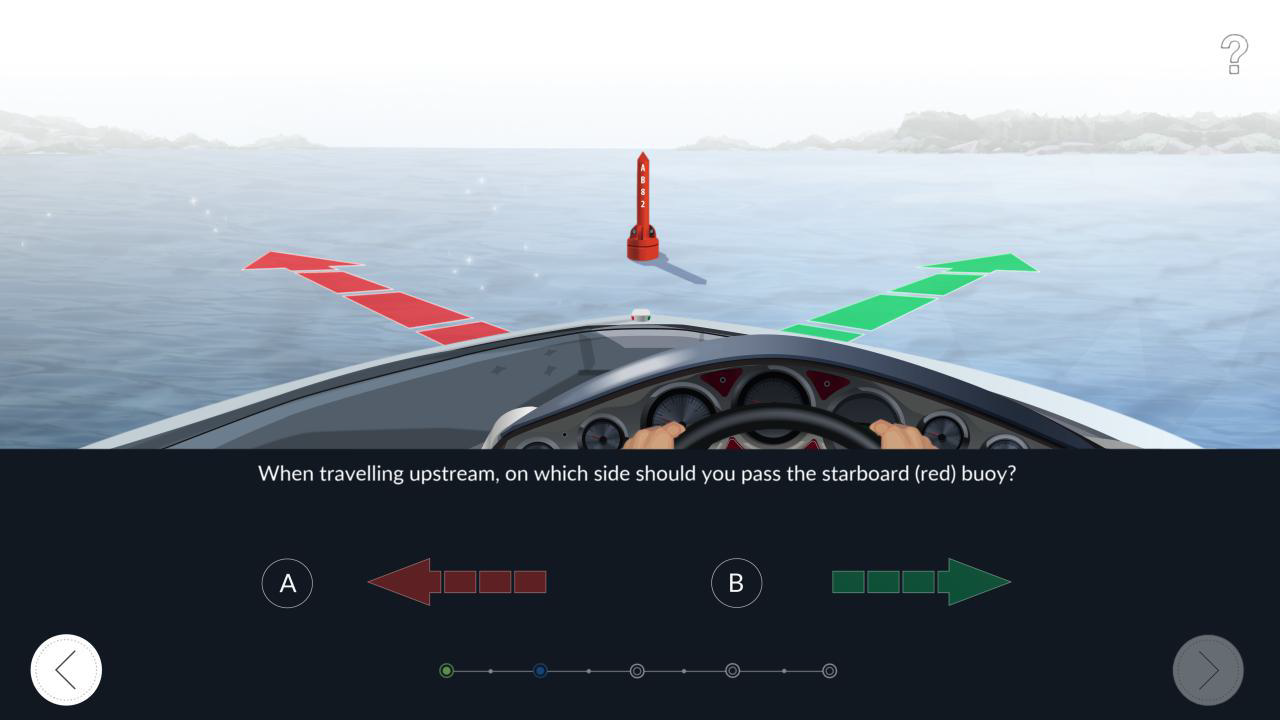 ?
A
B
8
2
When travelling upstream, on which side should you pass the starboard (red) buoy?
A
B